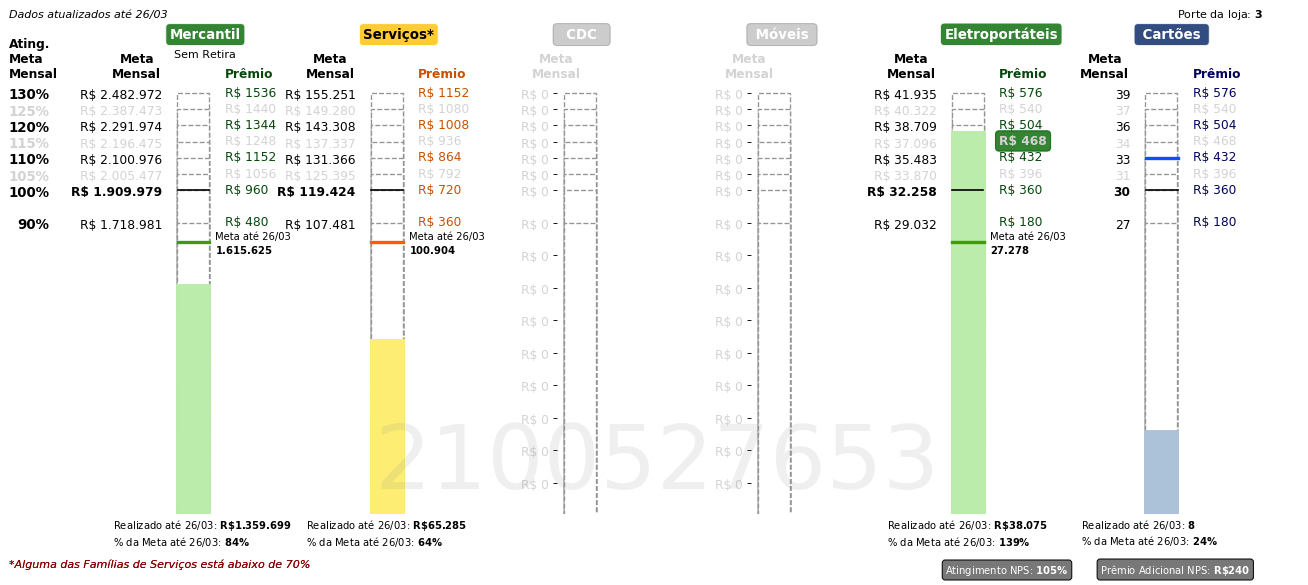 Dados atualizados até 26/03
Porte da loja: 3
Mercantil
Serviços*
CDC
Móveis
Eletroportáteis
Cartões
Sem Retira
Ating. Meta Mensal
Meta Mensal Prêmio Meta Mensal Prêmio Meta Mensal Meta Mensal Meta Mensal Prêmio Meta Mensal Prêmio
130% R$ 2.482.972 R$ 1536 R$ 155.251 R$ 1152 R$ 0 R$ 0 R$ 41.935 R$ 576 39 R$ 576
125% R$ 2.387.473 R$ 1440 R$ 149.280 R$ 1080 R$ 0 R$ 0 R$ 40.322 R$ 540 37 R$ 540
120% R$ 2.291.974 R$ 1344 R$ 143.308 R$ 1008 R$ 0 R$ 0 R$ 38.709 R$ 504 36 R$ 504
115% R$ 2.196.475 R$ 1248 R$ 137.337 R$ 936 R$ 0 R$ 0 R$ 37.096 R$ 468 34 R$ 468
110% R$ 2.100.976 R$ 1152 R$ 131.366 R$ 864 R$ 0 R$ 0 R$ 35.483 R$ 432 33 R$ 432
105% R$ 2.005.477 R$ 1056 R$ 125.395 R$ 792 R$ 0 R$ 0 R$ 33.870 R$ 396 31 R$ 396
100% R$ 1.909.979 R$ 960 R$ 119.424 R$ 720 R$ 0 R$ 0 R$ 32.258 R$ 360 30 R$ 360
90% R$ 1.718.981 R$ 480 R$ 107.481 R$ 360 R$ 0 R$ 0 R$ 29.032 R$ 180 27 R$ 180
Meta até 26/03 Meta até 26/03 Meta até 26/03
1.615.625 100.904 27.278
R$ 0 R$ 0
R$ 0 R$ 0
R$ 0 R$ 0
R$ 0 R$ 0
R$ 0 R$ 0
R$ 0 R$ 0
R$ 0 R$ 0
R$ 0 R$ 0
2100527653
Realizado até 26/03: R$1.359.699 Realizado até 26/03: R$65.285 Realizado até 26/03: R$38.075 Realizado até 26/03: 8
% da Meta até 26/03: 84% % da Meta até 26/03: 64% % da Meta até 26/03: 139% % da Meta até 26/03: 24%
*Alguma das Famílias de Serviços está abaixo de 70%
Atingimento NPS: 105%
Prêmio Adicional NPS: R$240